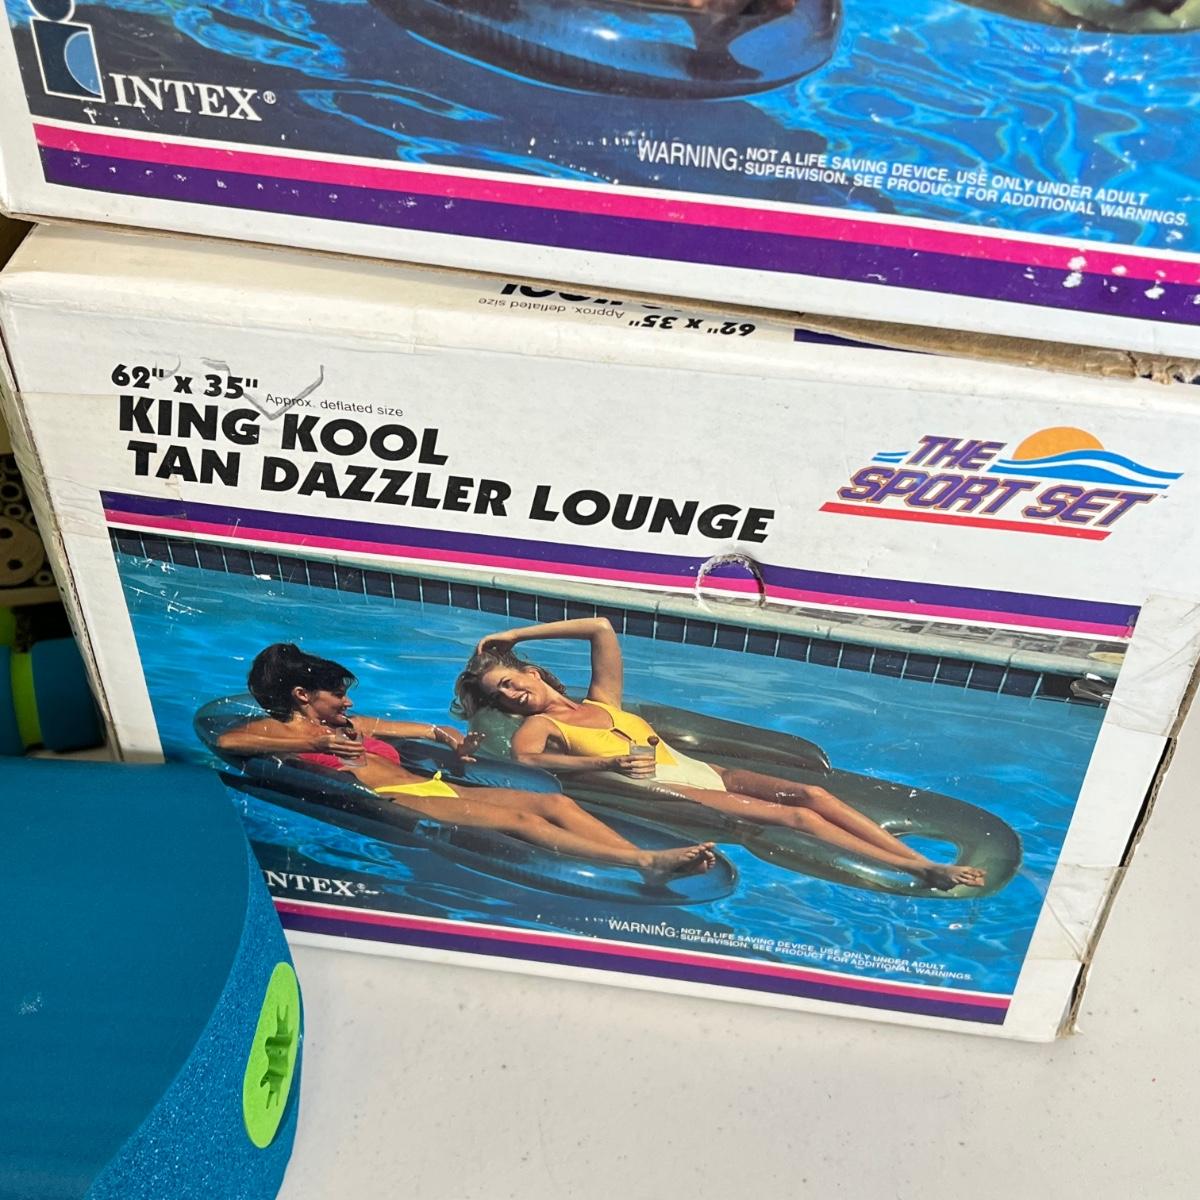 INTEX®
WARNING: NOT A LIFE SAVING DEVICE. USE ONLY UNDER ADULT
SUPERVISION. SEE PRODUCT FOR ADDITIONAL WARNINGS.
62" x 35" Approx. deflated size
62" x 35" Approx. deflated size
KING KOOL
TAN DAZZLER LOUNGE
THE
SPORT SET™
NTEX®
WARNING: NOT A LIFE SAVING DEVICE. USE ONLY UNDER ADULT
SUPERVISION. SEE PRODUCT FOR ADDITIONAL WARNINGS.